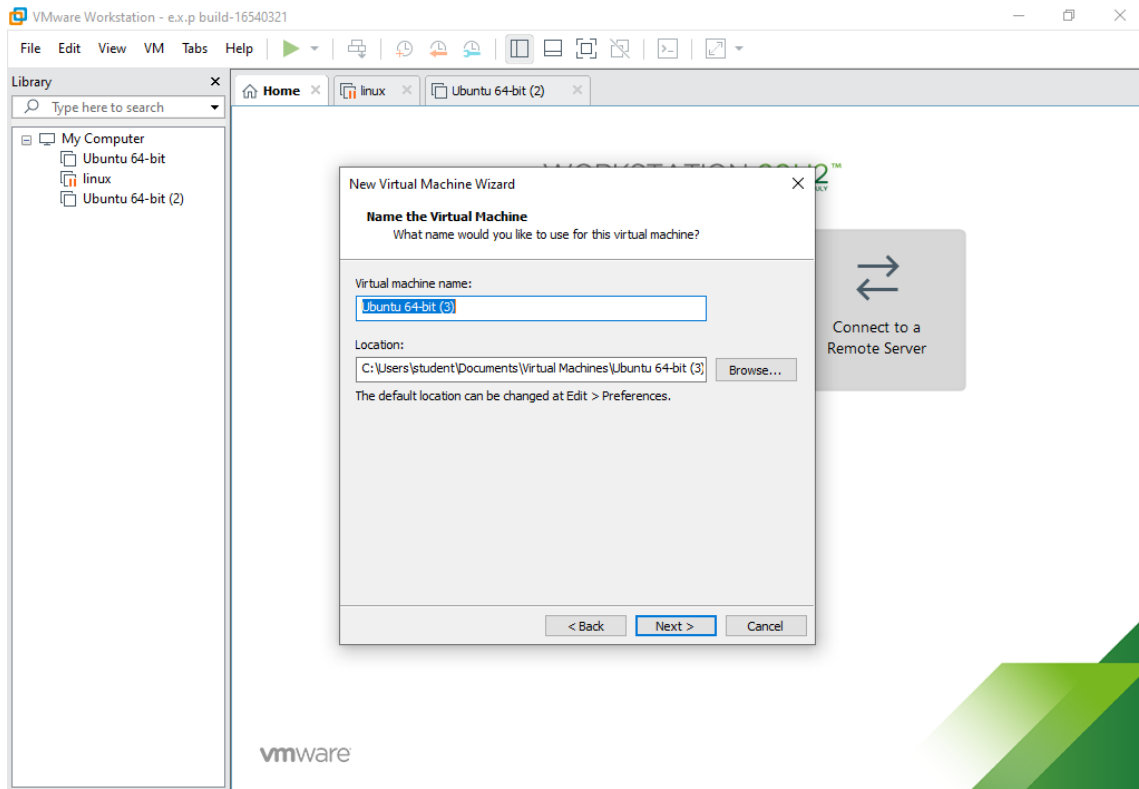 VMware Workstation - e.x.p build-16540321
File Edit View VM Tabs Help
Library
Type here to search
My Computer
Ubuntu 64-bit
linux
Ubuntu 64-bit (2)
Home
linux
Ubuntu 64-bit (2)
New Virtual Machine Wizard
Name the Virtual Machine
What name would you like to use for this virtual machine?
Virtual machine name:
Ubuntu 64-bit (3)
Location:
C:\Users\student\Documents\Virtual Machines\Ubuntu 64-bit (3)
Browse...
The default location can be changed at Edit > Preferences.
< Back
Next >
Cancel
Connect to a
Remote Server
vmware